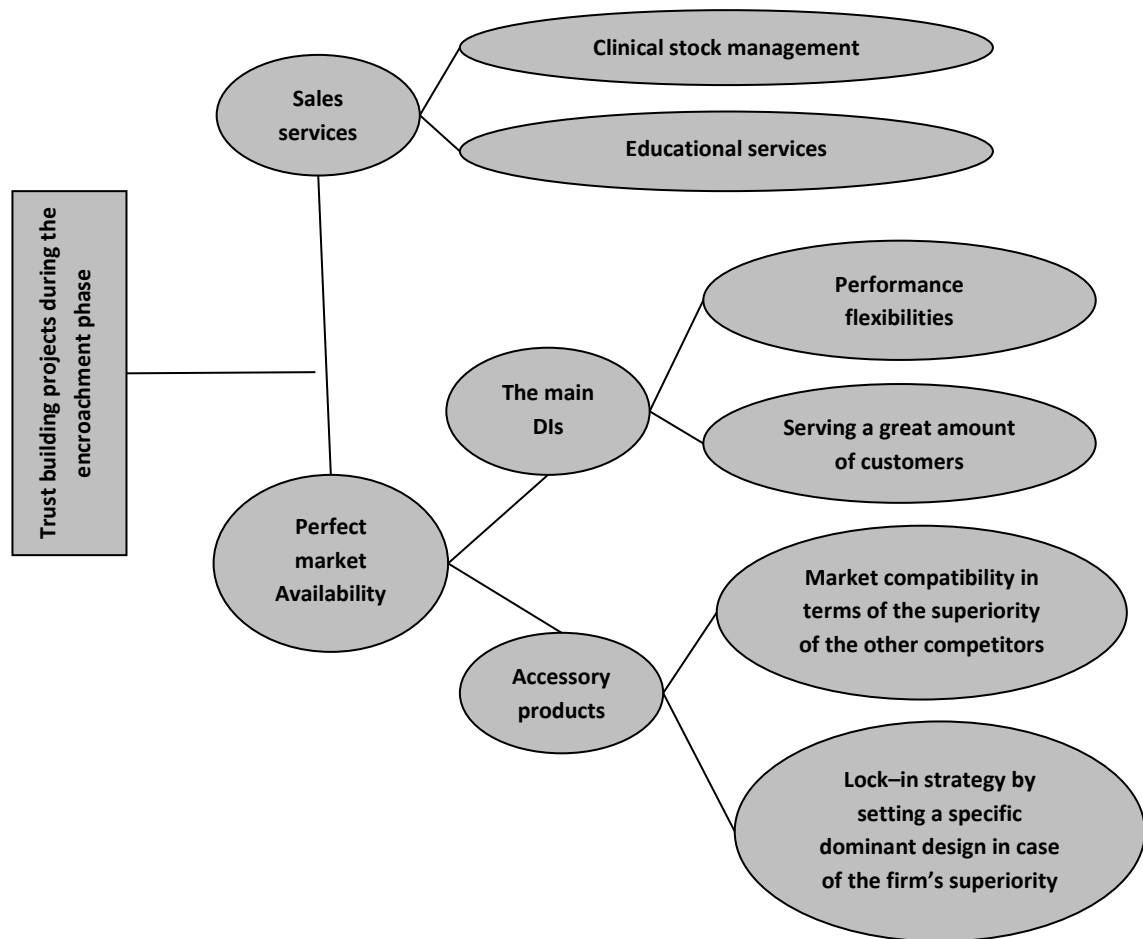 Trust building projects during the
encroachment phase
Sales
services
Clinical stock management
Educational services
Perfect
market
Availability
The main
DIs
Performance
flexibilities
Serving a great amount
of customers
Accessory
products
Market compatibility in
terms of the superiority
of the other competitors
Lock–in strategy by
setting a specific
dominant design in case
of the firm’s superiority